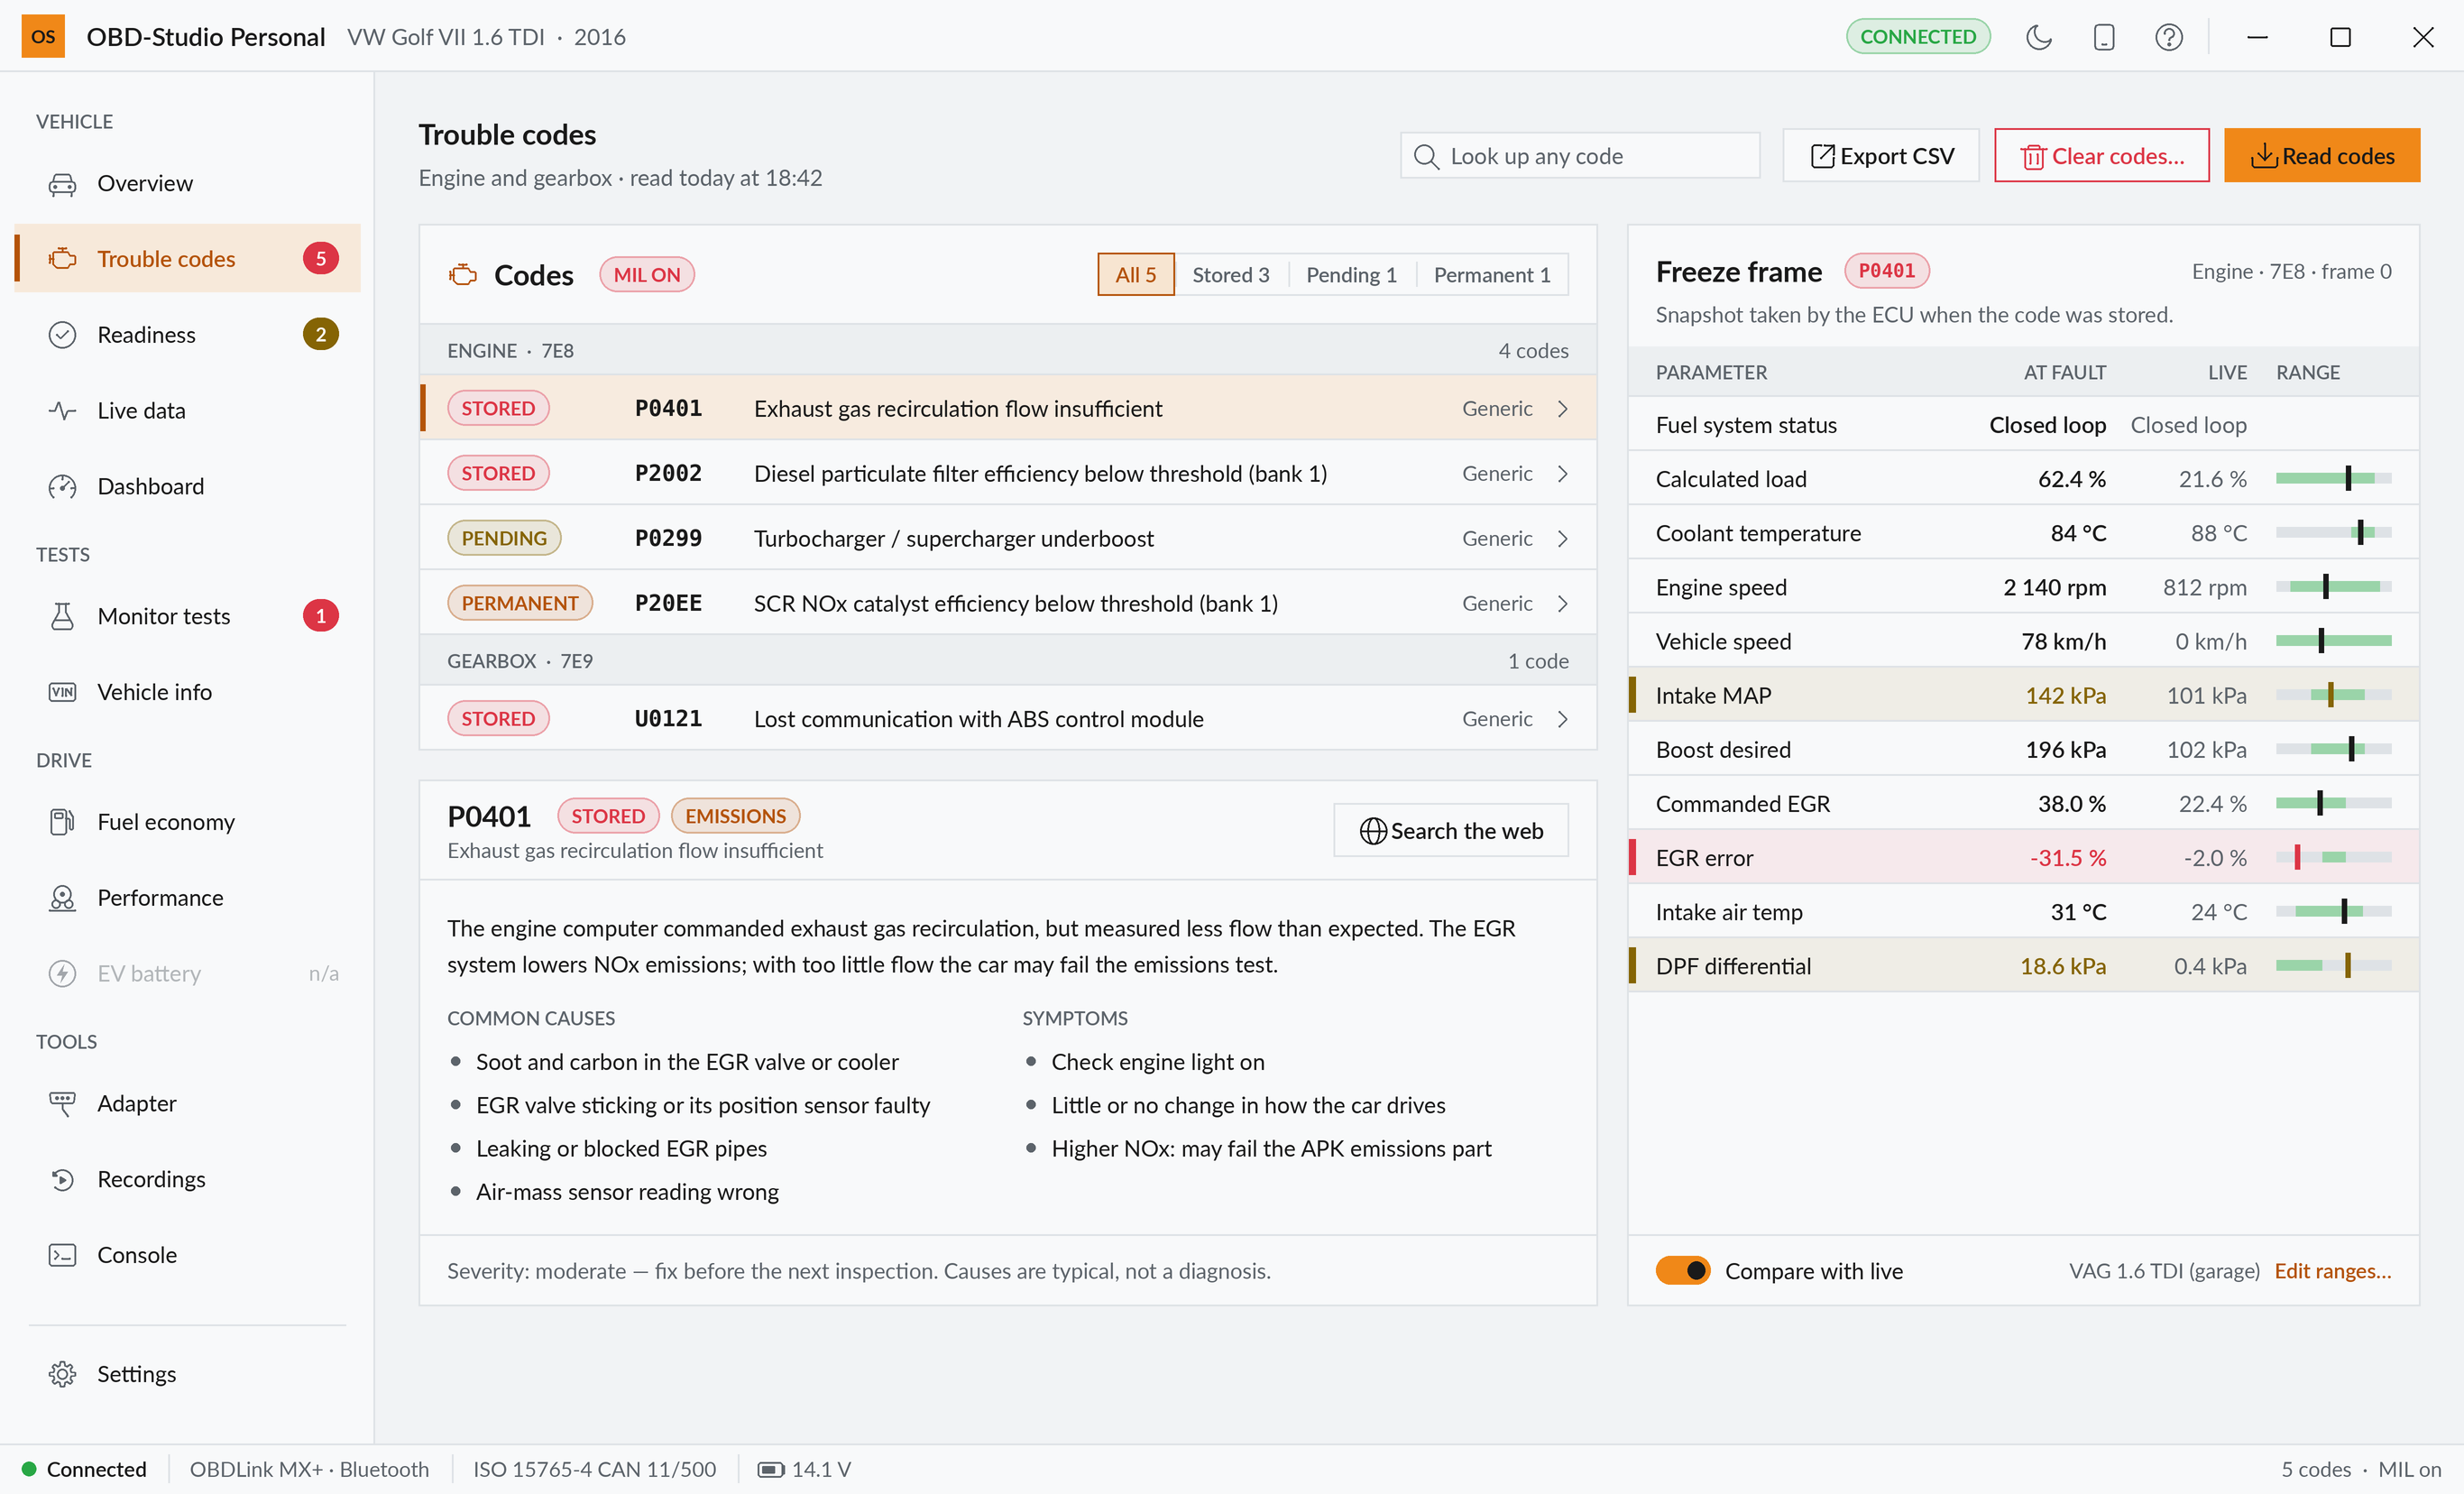 OS OBD-Studio Personal VW Golf VII 1.6 TDI · 2016 CONNECTED
VEHICLE
Overview
Trouble codes 5
Readiness 2
Live data
Dashboard
TESTS
Monitor tests 1
VIN Vehicle info
DRIVE
Fuel economy
Performance
EV battery n/a
TOOLS
Adapter
Recordings
Console
Settings
Trouble codes
Engine and gearbox · read today at 18:42
Look up any code Export CSV Clear codes... Read codes
Codes MIL ON All 5 Stored 3 Pending 1 Permanent 1
ENGINE · 7E8 4 codes
STORED P0401 Exhaust gas recirculation flow insufficient Generic
STORED P2002 Diesel particulate filter efficiency below threshold (bank 1) Generic
PENDING P0299 Turbocharger / supercharger underboost Generic
PERMANENT P20EE SCR NOx catalyst efficiency below threshold (bank 1) Generic
GEARBOX · 7E9 1 code
STORED U0121 Lost communication with ABS control module Generic
P0401 STORED EMISSIONS
Exhaust gas recirculation flow insufficient
Search the web
The engine computer commanded exhaust gas recirculation, but measured less flow than expected. The EGR
system lowers NOx emissions; with too little flow the car may fail the emissions test.
COMMON CAUSES
• Soot and carbon in the EGR valve or cooler
• EGR valve sticking or its position sensor faulty
• Leaking or blocked EGR pipes
• Air-mass sensor reading wrong
SYMPTOMS
• Check engine light on
• Little or no change in how the car drives
• Higher NOx: may fail the APK emissions part
Severity: moderate — fix before the next inspection. Causes are typical, not a diagnosis.
Freeze frame P0401 Engine · 7E8 · frame 0
Snapshot taken by the ECU when the code was stored.
PARAMETER AT FAULT LIVE RANGE
Fuel system status Closed loop Closed loop
Calculated load 62.4 % 21.6 %
Coolant temperature 84 °C 88 °C
Engine speed 2 140 rpm 812 rpm
Vehicle speed 78 km/h 0 km/h
Intake MAP 142 kPa 101 kPa
Boost desired 196 kPa 102 kPa
Commanded EGR 38.0 % 22.4 %
EGR error -31.5 % -2.0 %
Intake air temp 31 °C 24 °C
DPF differential 18.6 kPa 0.4 kPa
Compare with live VAG 1.6 TDI (garage) Edit ranges...
Connected OBDLink MX+ · Bluetooth ISO 15765-4 CAN 11/500 14.1 V 5 codes · MIL on